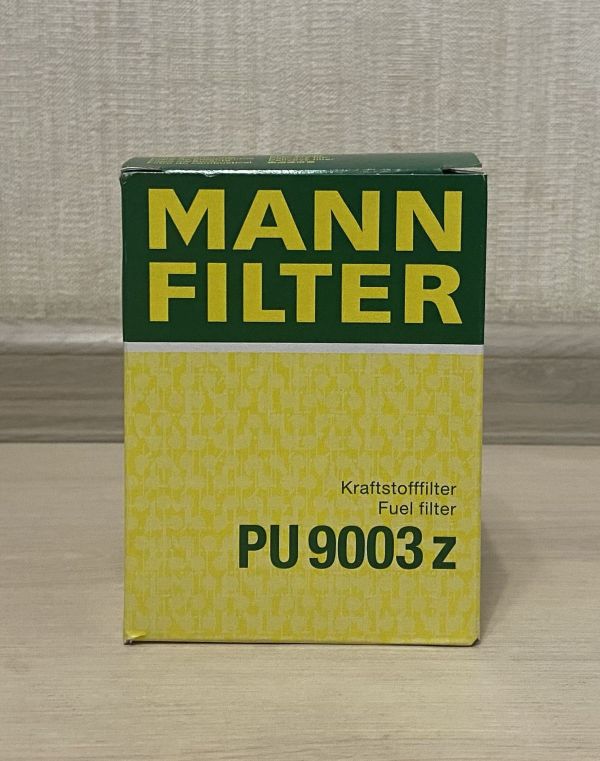 MANN
FILTER
Kraftstofffilter
Fuel filter
PU 9003 z